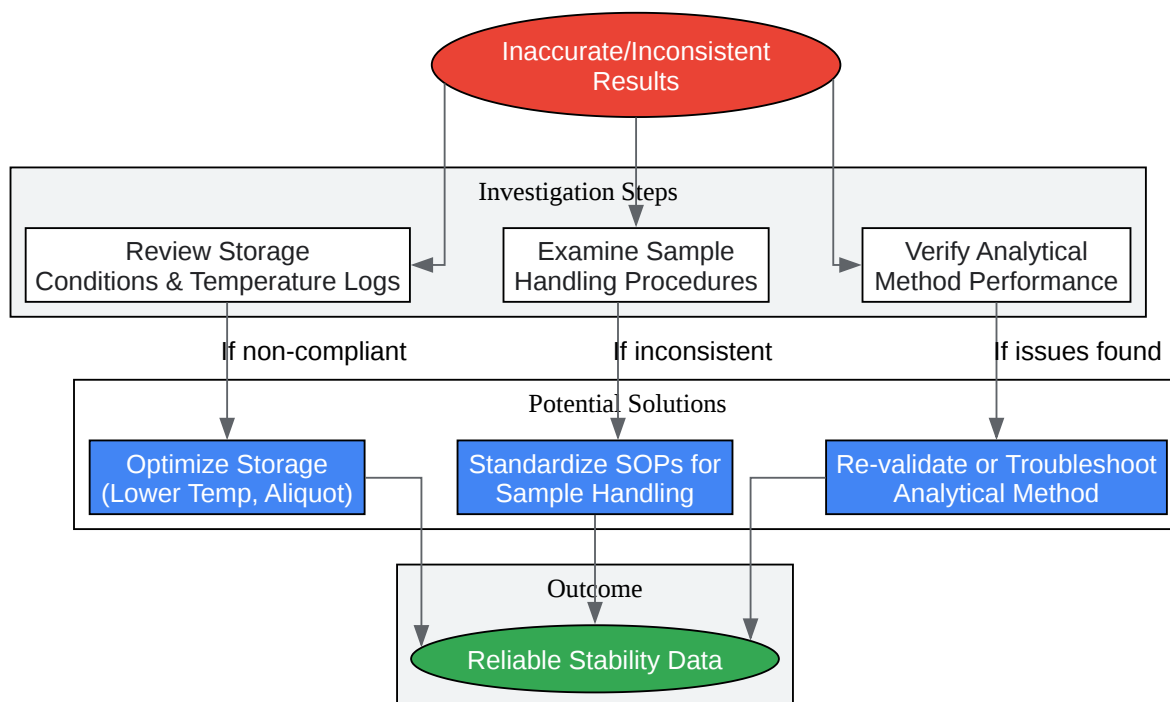 Inaccurate/Inconsistent
Results
Investigation Steps
Review Storage
Conditions & Temperature Logs
Examine Sample
Handling Procedures
Verify Analytical
Method Performance
If non-compliant
If inconsistent
If issues found
Potential Solutions
Optimize Storage
(Lower Temp, Aliquot)
Standardize SOPs for
Sample Handling
Re-validate or Troubleshoot
Analytical Method
Outcome
Reliable Stability Data